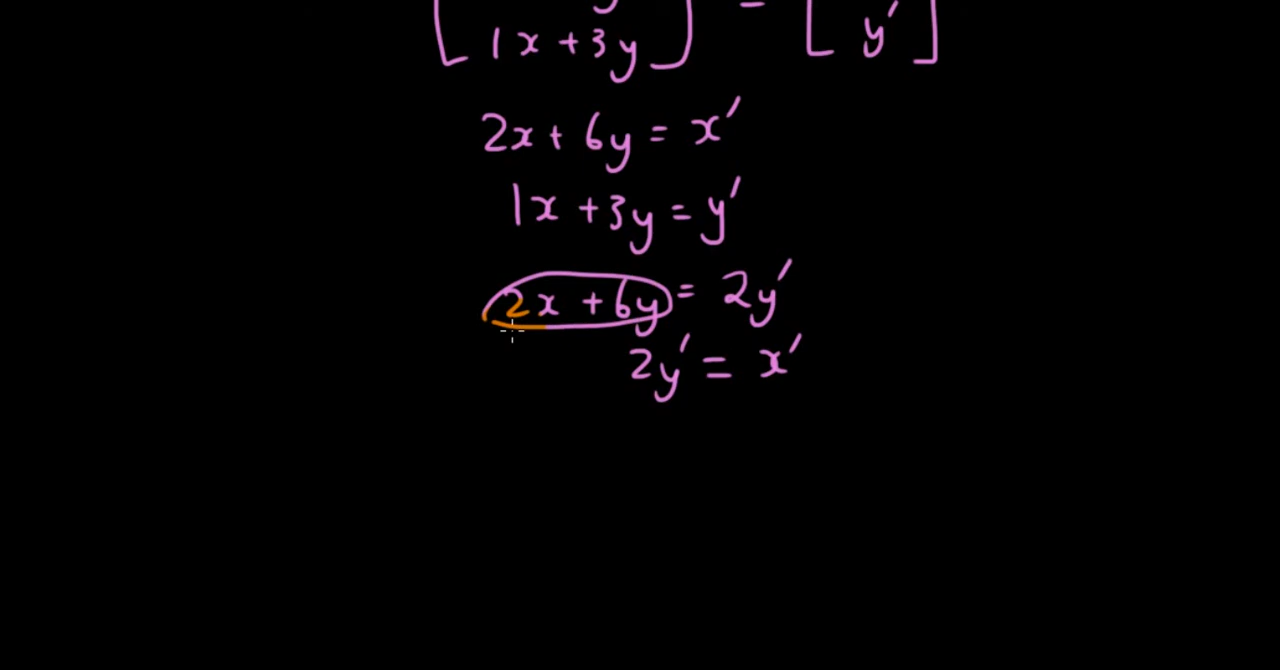 1x + 3y = y'
2x + 6y = x'
1x + 3y = y'
2x + 6y = 2y'
2y' = x'